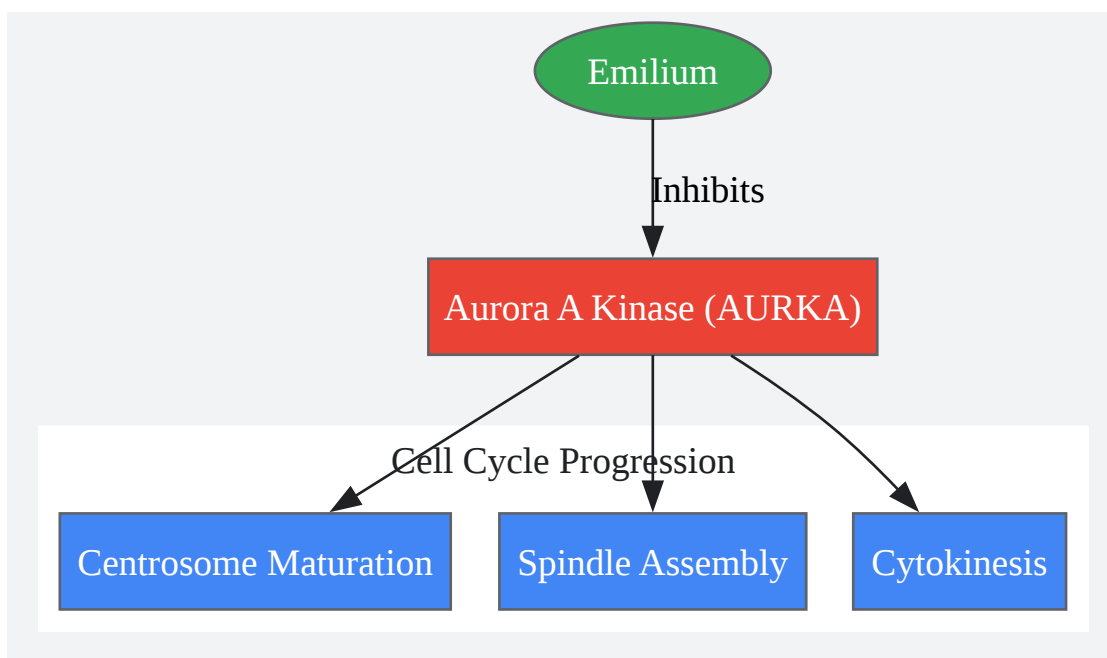 Emilium
Inhibits
Aurora A Kinase (AURKA)
Cell Cycle Progression
Centrosome Maturation
Spindle Assembly
Cytokinesis